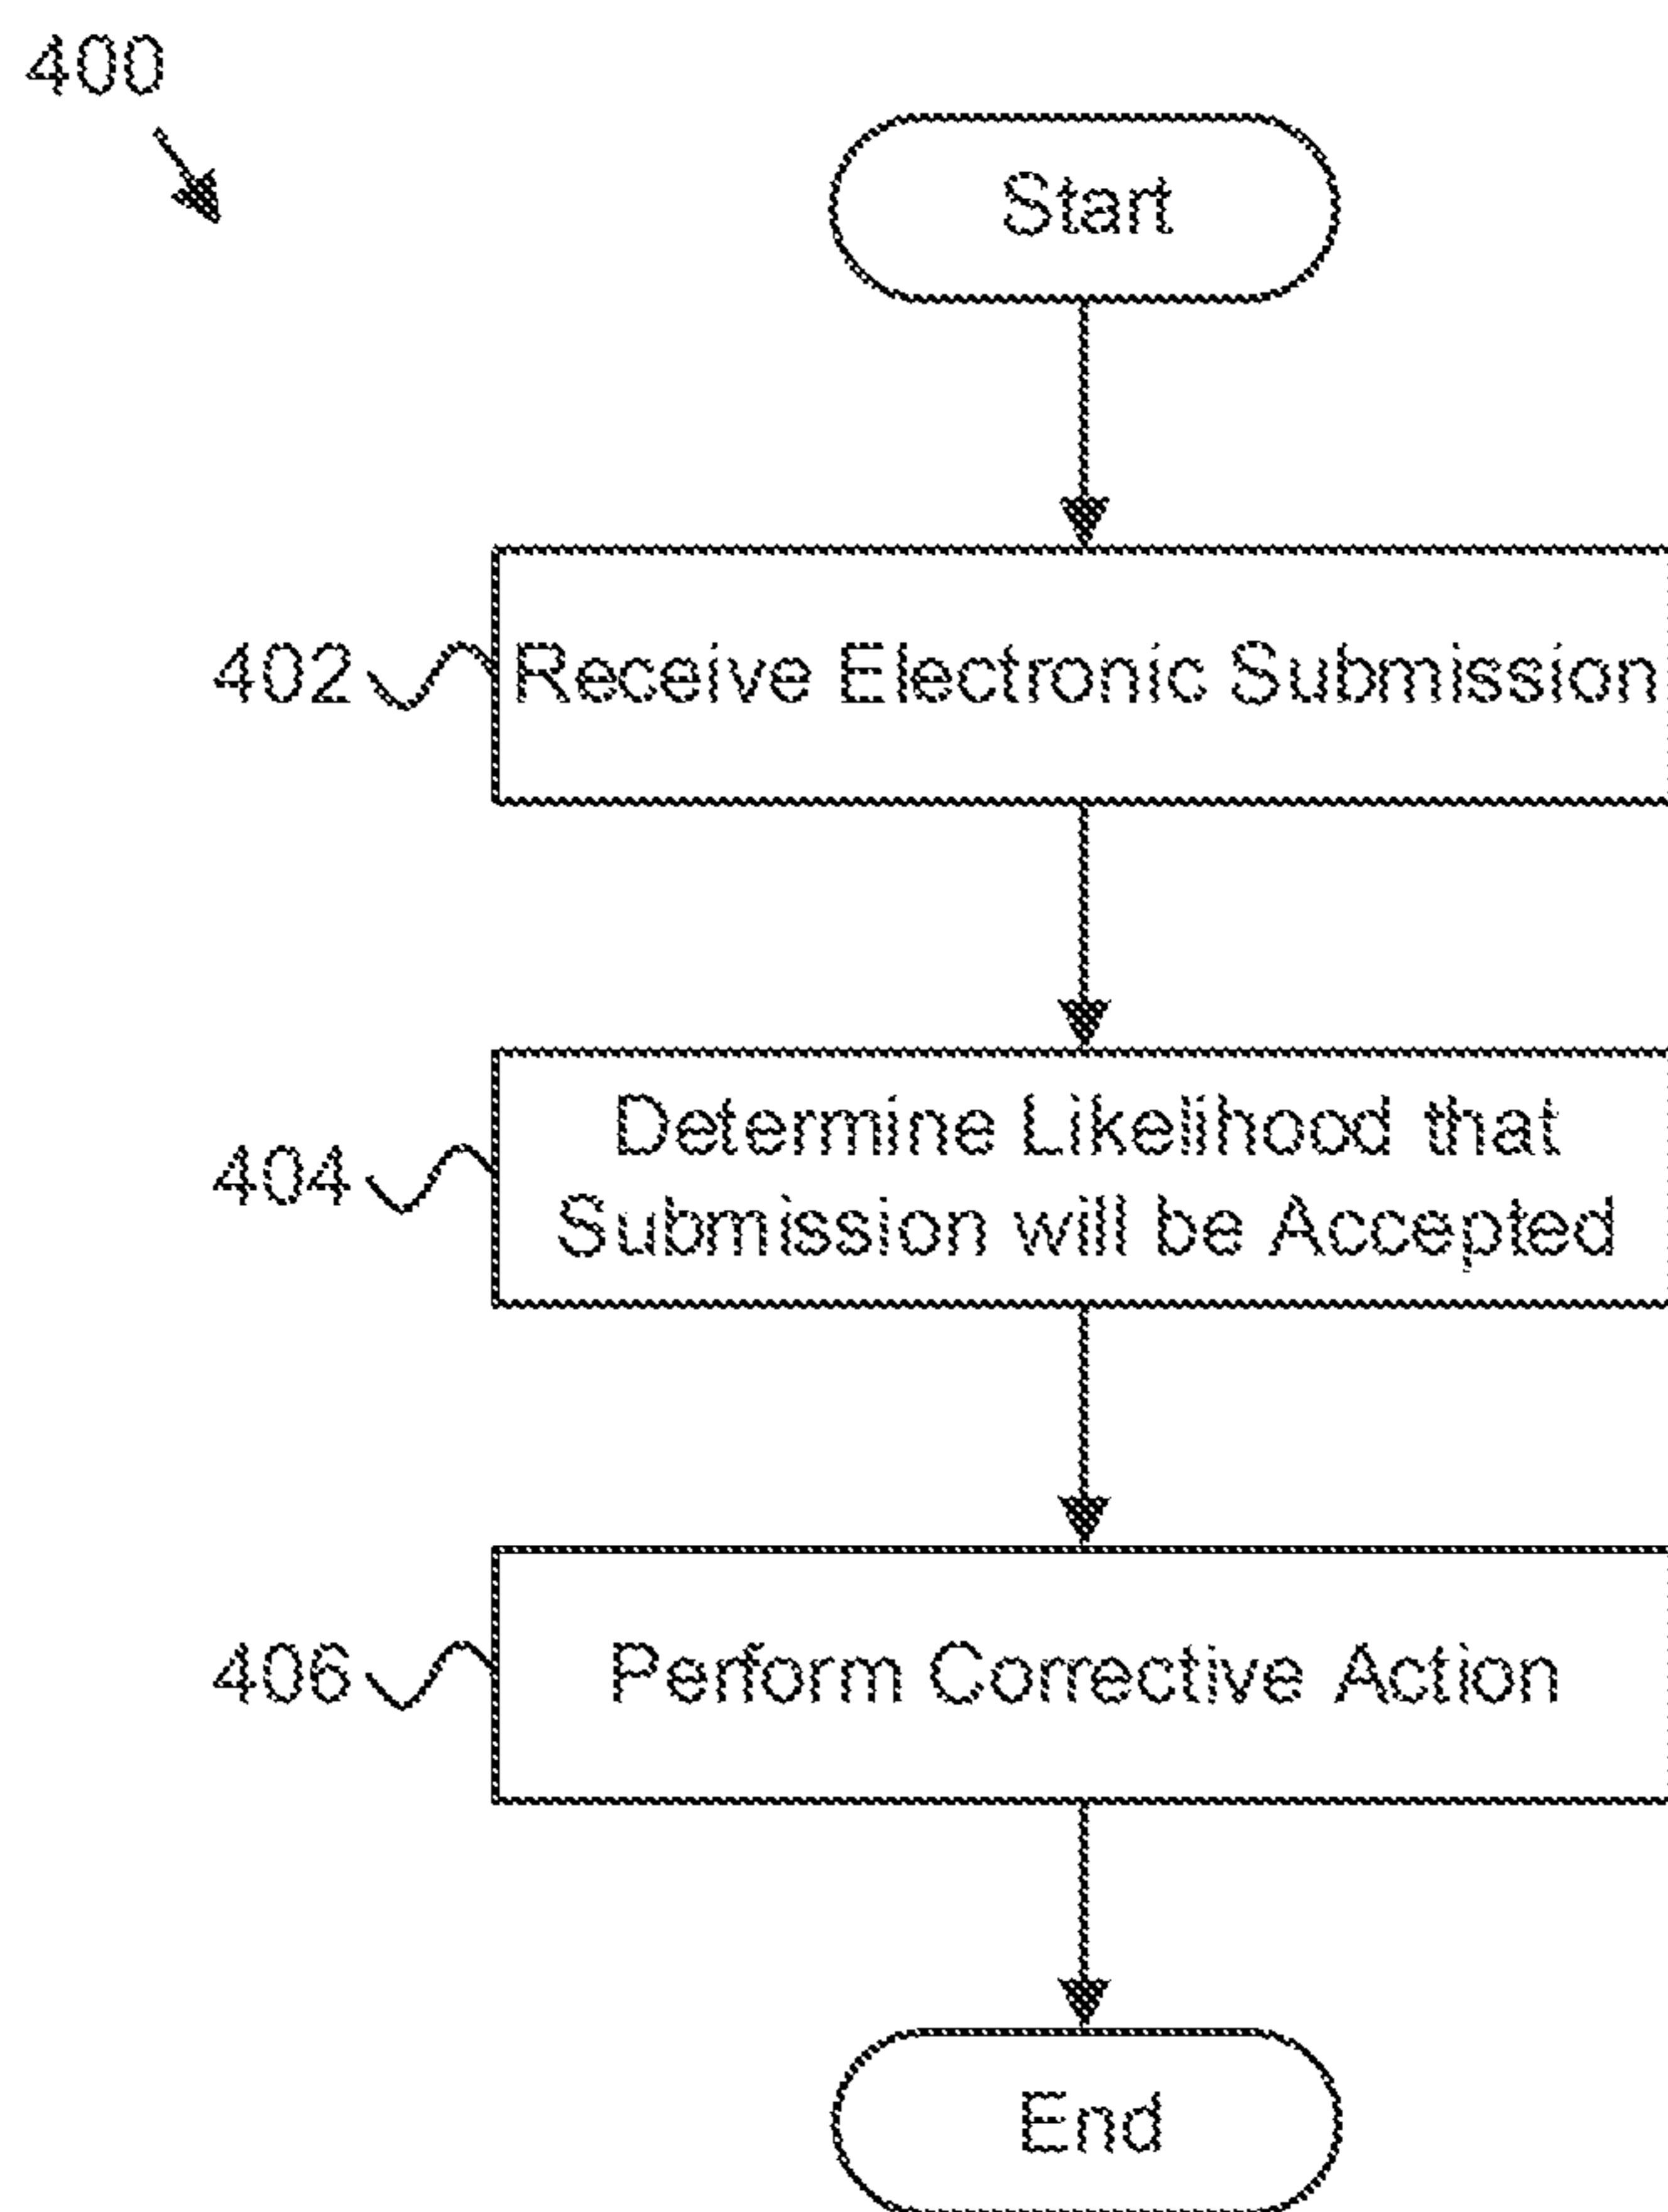 400
Start
402 Receive Electronic Submission
404 Determine Likelihood that
Submission will be Accepted
406 Perform Corrective Action
End